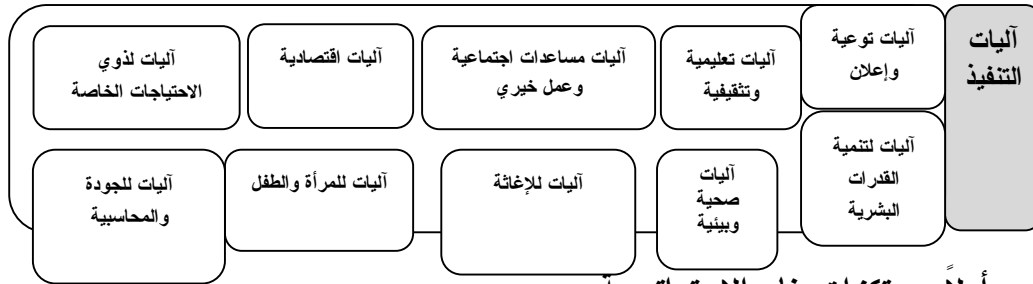 آليات
التنفيذ
آليات توعية
وإعلان
آليات تعليمية
وتثقيفية
آليات مساعدات اجتماعية
وعمل خيري
آليات اقتصادية
آليات لذوي
الاحتياجات الخاصة
آليات لتنمية
القدرات
البشرية
آليات
صحية
وبيئية
آليات للإغاثة
آليات للمرأة والطفل
آليات للجودة
والمحاسبية